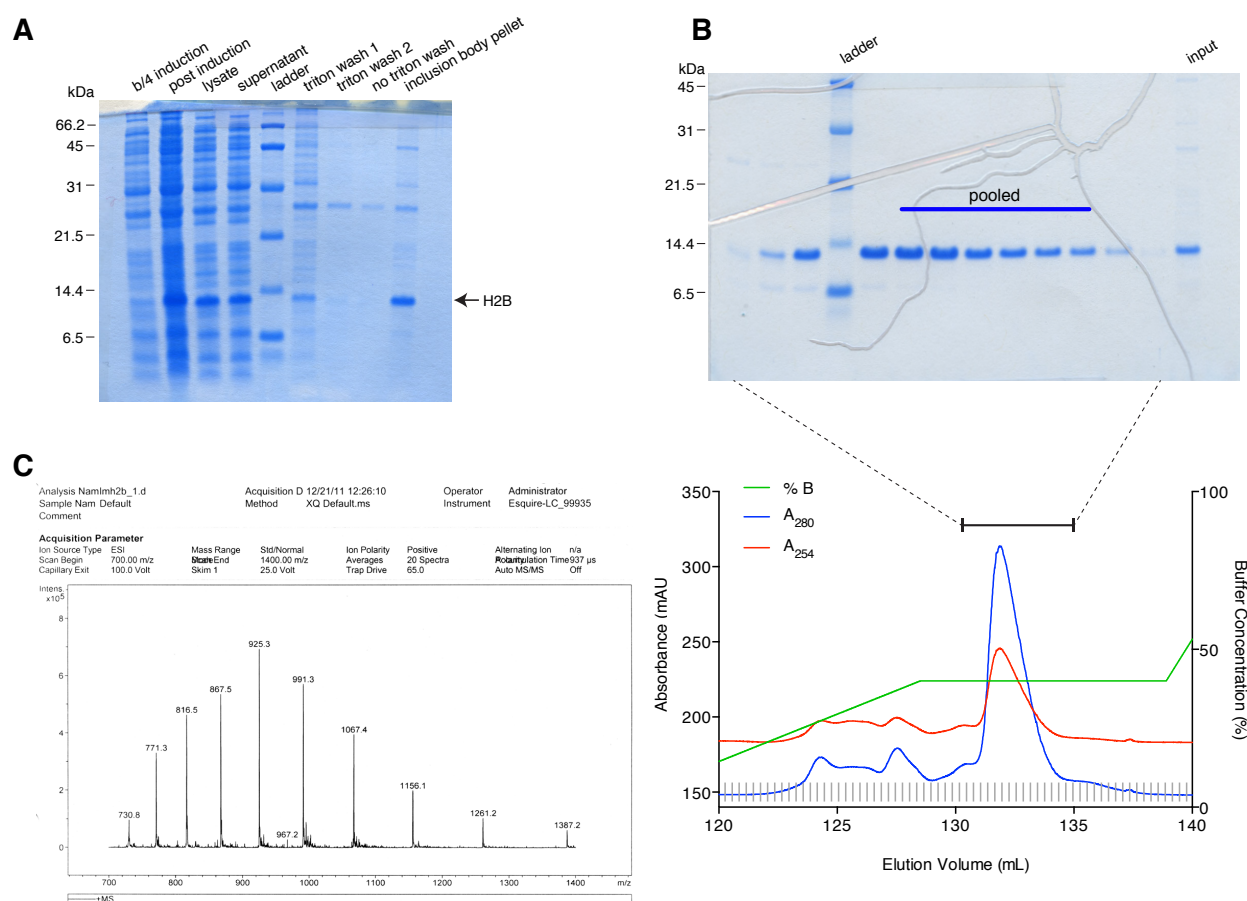 A
b/4 induction
post induction
lysate
supernatant
ladder
triton wash 1
triton wash 2
no triton wash
inclusion body pellet
kDa
66.2
45
31
21.5
14.4
6.5
H2B
B
ladder
input
kDa
45
31
21.5
14.4
6.5
pooled
C
Analysis Namlmh2b_1.d Acquisition D 12/21/11 12:26:10 Operator Administrator
Sample Nam Default Method XQ Default.ms Instrument Esquire-LC_99935
Comment
Acquisition Parameter
Ion Source Type ESI Mass Range Std/Normal Ion Polarity Positive Alternating Ion n/a
Scan Begin 700.00 m/z Scan End 1400.00 m/z Averages 20 Spectra 937 µs
Capillary Exit 100.0 Volt Skim 1 25.0 Volt Trap Drive 65.0 Auto MS/MS Off
Intens.
x10⁵
8
6
4
2
0
730.8
771.3
816.5
867.5
925.3
967.2
991.3
1067.4
1156.1
1261.2
1387.2
700 800 900 1000 1100 1200 1300 1400 m/z
+MS
% B
A280
A254
350
300
250
200
150
Absorbance (mAU
100
50
0
Buffer Concentration (%)
120 125 130 135 140
Elution Volume (mL)